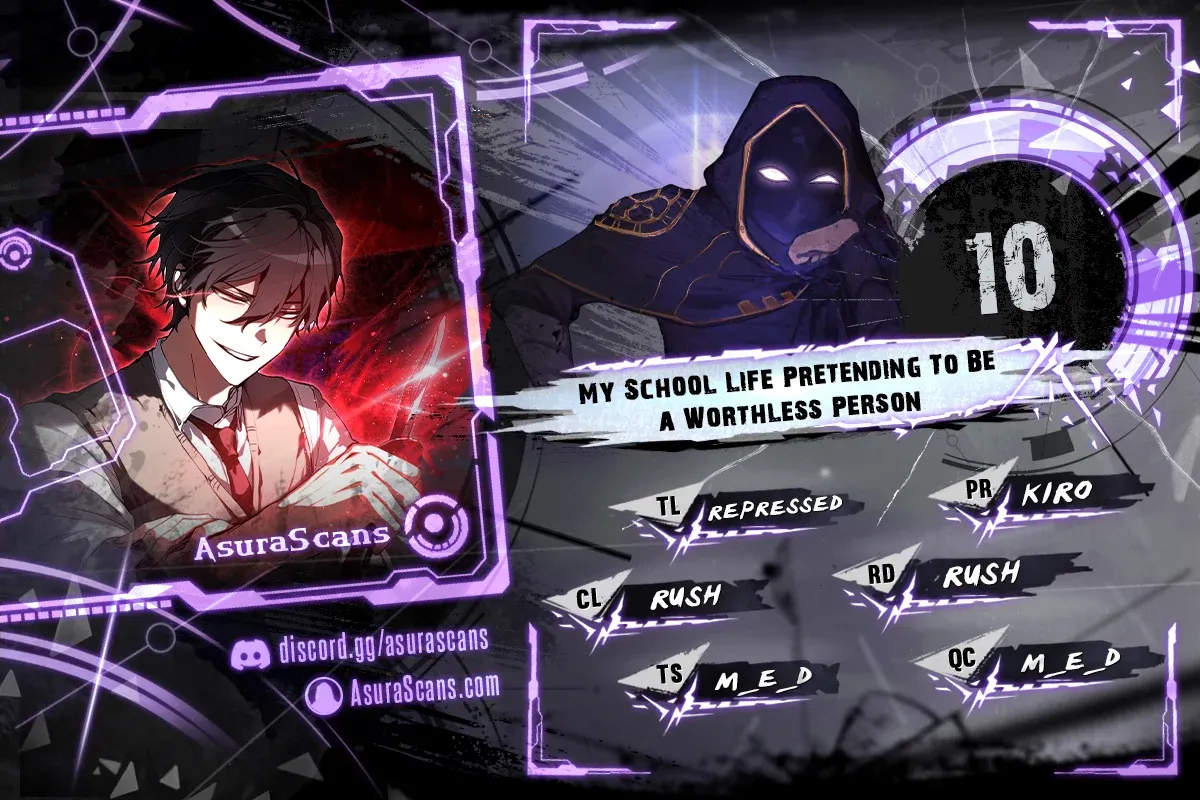 10
My School Life Pretending To Be
a Worthless Person
TL REPRESSED
PR KIRO
CL RUSH
RD RUSH
TS M_E_D
QC M_E_D
AsuraScans
discord.gg/asurascans
AsuraScans.com